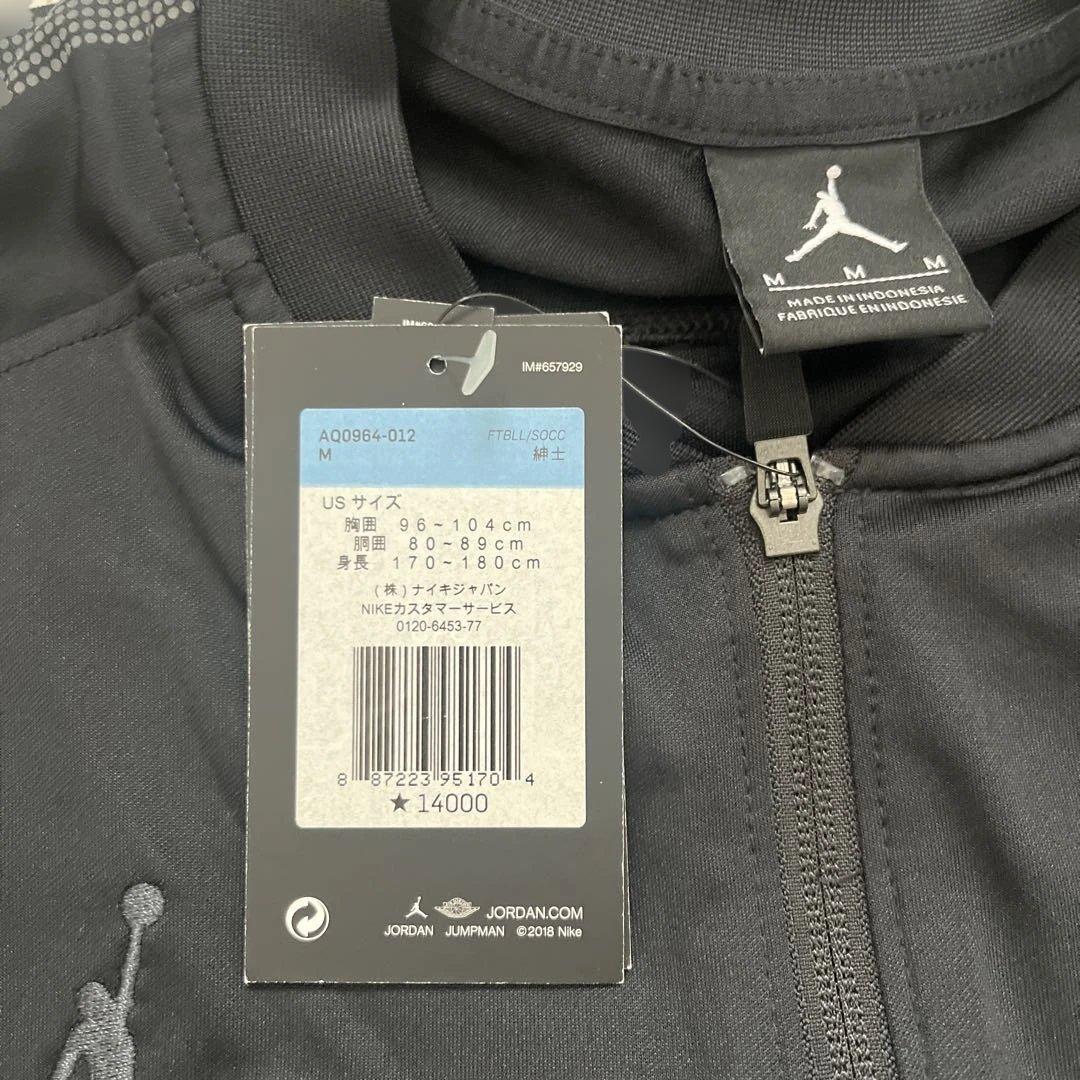 M M M
MADE IN INDONESIA
FABRIQUE EN INDONESIE
IM#657929
AQ0964-012 FTBLL/SOCC
M 紳士
US サイズ
胸囲 96~104cm
胴囲 80~89cm
身長 170~180cm
(株)ナイキジャパン
NIKEカスタマーサービス
0120-6453-77
8 87223 95170 4
★14000
JORDAN.COM
JORDAN JUMPMAN ©2018 Nike